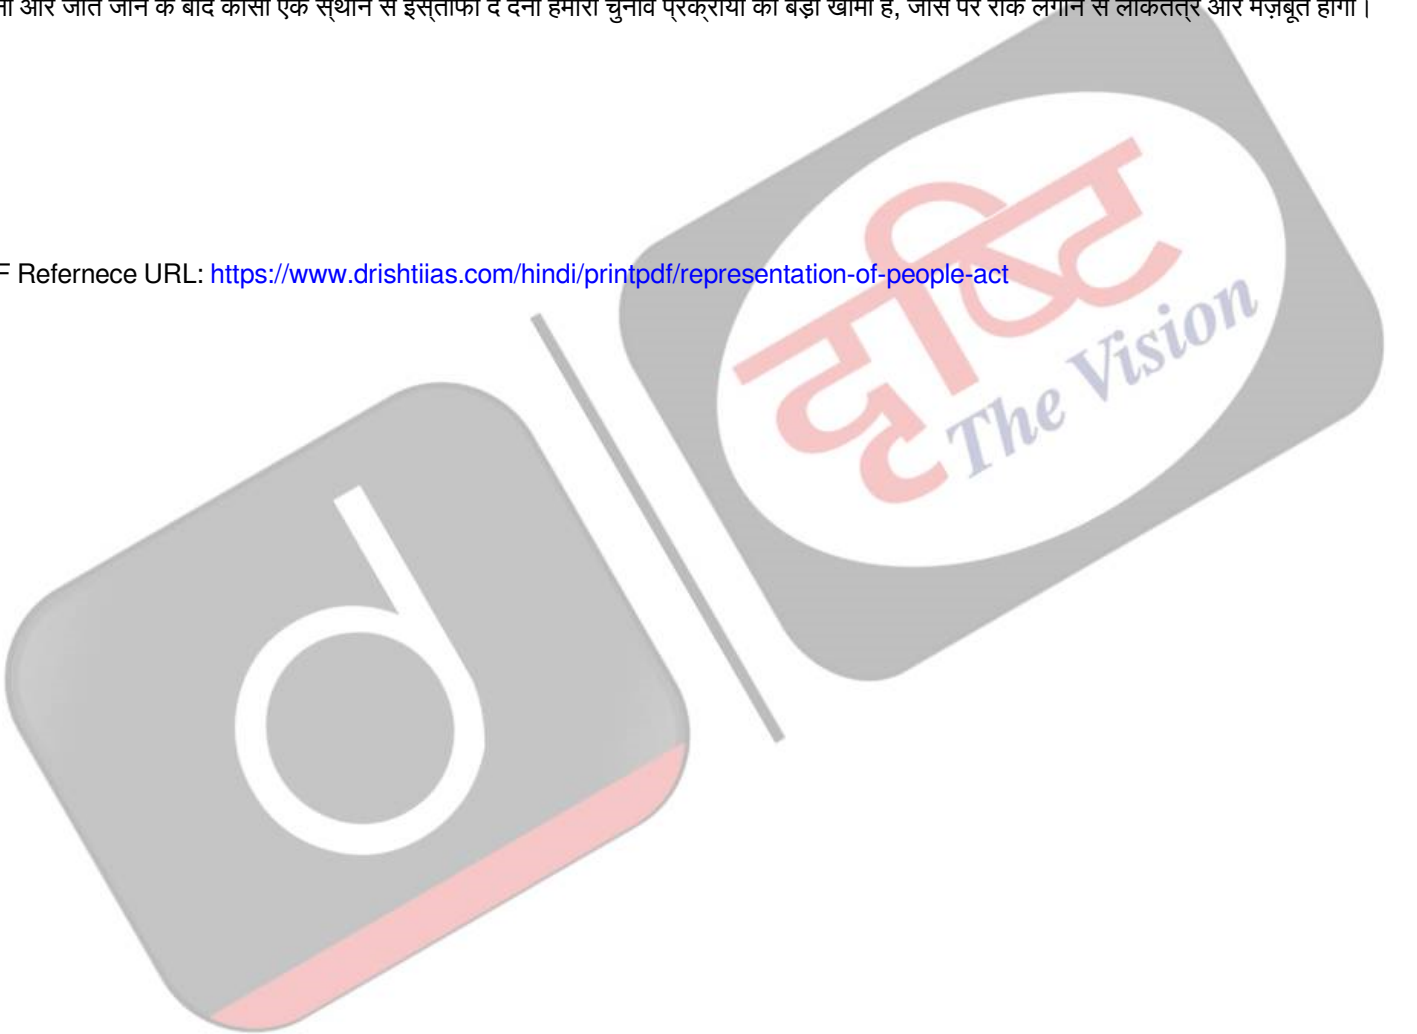 और जाति जाने के बाद किसी एक स्थान से इस्तीफा दे देना हमारी चुनाव प्रक्रिया की बड़ी खामी है, जिस पर रोक लगाने से लोकतंत्र और मज़बूत होगा।
F Refernece URL: https://www.drishtiias.com/hindi/printpdf/representation-of-people-act
दृष्टि
The Vision
d